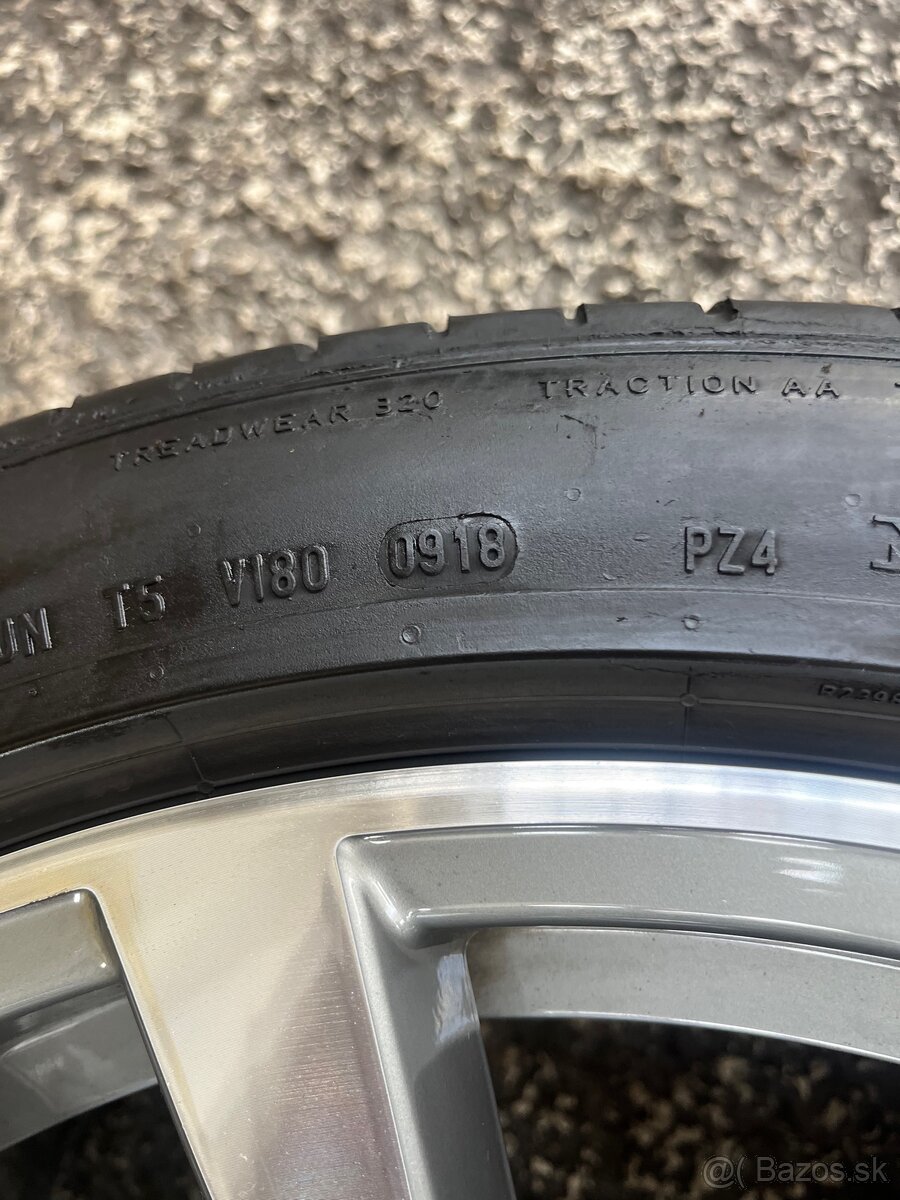 TREADWEAR 320 TRACTION AA
UN T5 V180 0918 PZ4
@( Bazos.sk